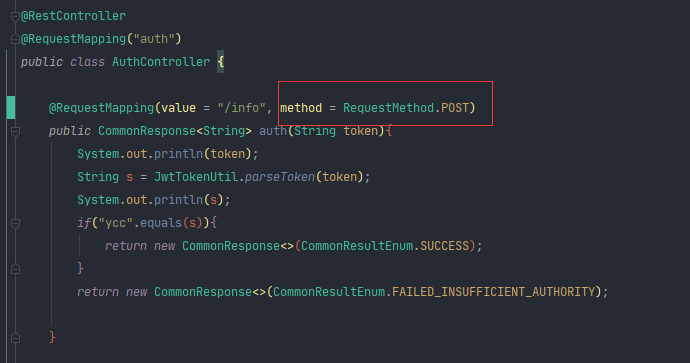 @RestController
@RequestMapping("auth")
public class AuthController {
@RequestMapping(value = "/info", method = RequestMethod.POST)
public CommonResponse<String> auth(String token){
System.out.println(token);
String s = JwtTokenUtil.parseToken(token);
System.out.println(s);
if("ycc".equals(s)){
return new CommonResponse<>(CommonResultEnum.SUCCESS);
}
return new CommonResponse<>(CommonResultEnum.FAILED_INSUFFICIENT_AUTHORITY);
}